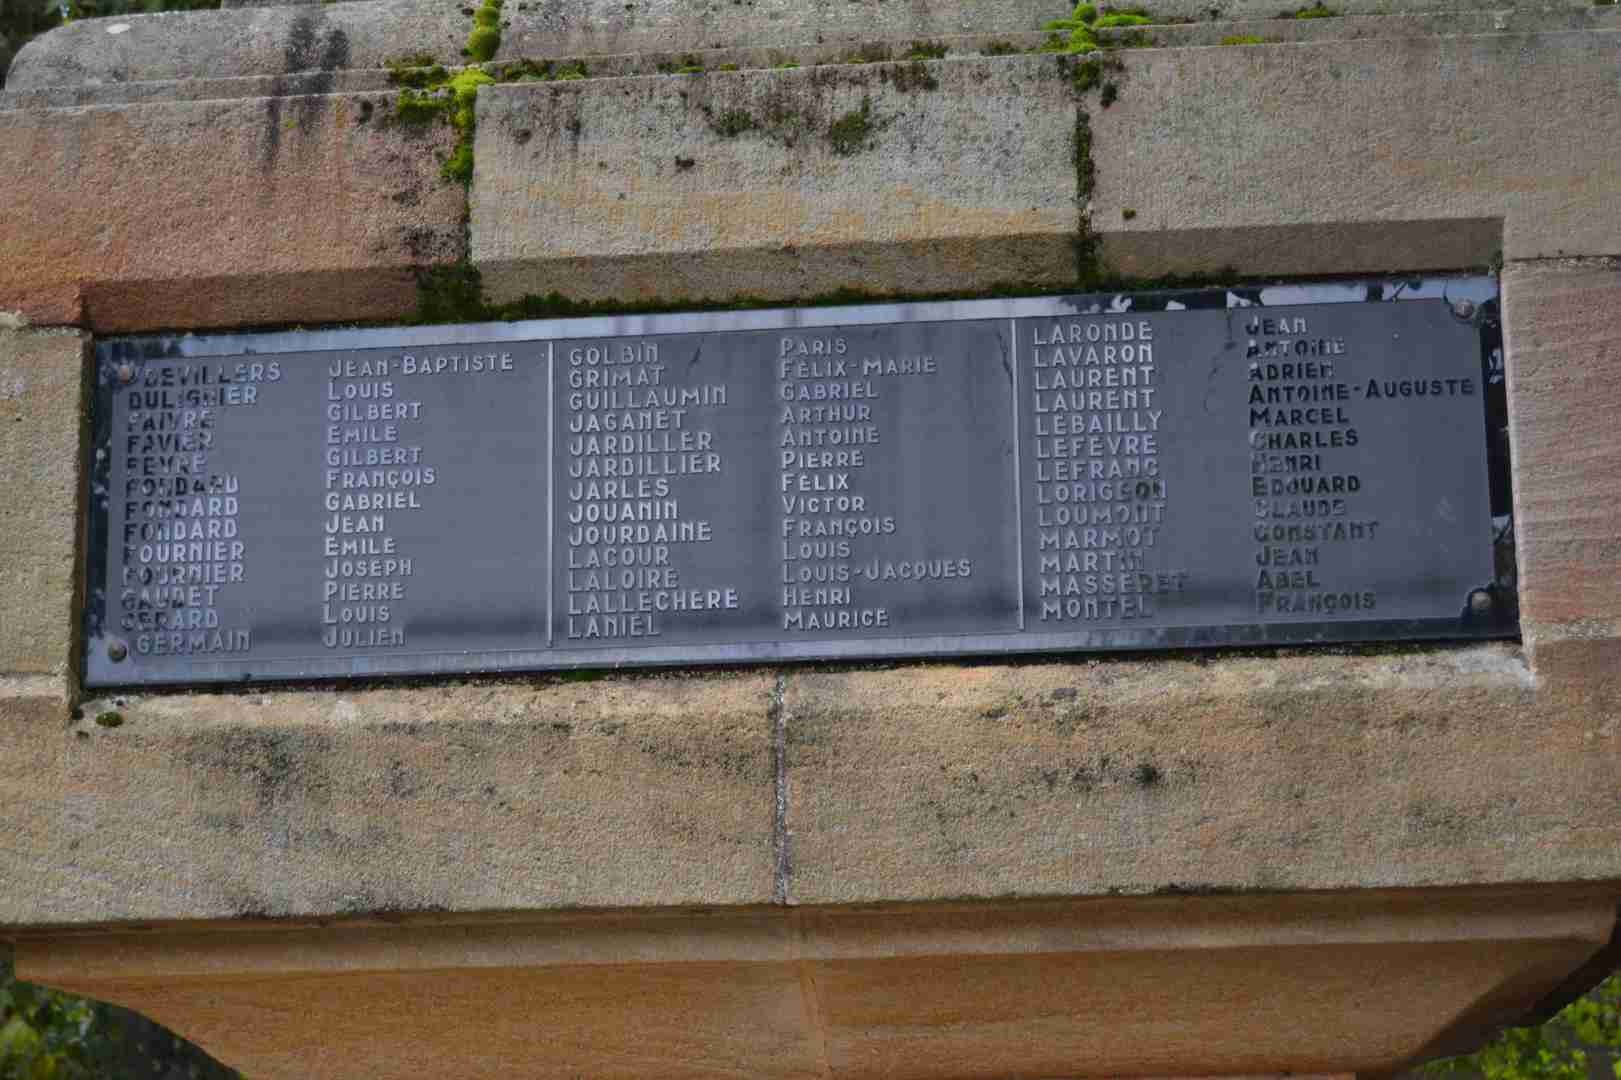 DEVILLERS JEAN-BAPTISTE
DULIGNIER LOUIS
FAIVRE GILBERT
FAVIER EMILE
FEVRE GILBERT
FONDARD FRANÇOIS
FONDARD GABRIEL
FONDARD JEAN
FOURNIER EMILE
FOURNIER JOSEPH
GAUDET PIERRE
GERARD LOUIS
GERMAIN JULIEN
GOLBIN PARIS
GRIMAT FÉLIX-MARIE
GUILLAUMIN GABRIEL
JAGANET ARTHUR
JARDILLER ANTOINE
JARDILLIER PIERRE
JARLES FÉLIX
JOUANIN VICTOR
JOURDAINE FRANÇOIS
LACOUR LOUIS
LALOIRE LOUIS-JACQUES
LALLECHERE HENRI
LANIEL MAURICE
LARONDE JEAN
LAVARON ANTOINE
LAURENT ADRIEN
LAURENT ANTOINE-AUGUSTE
LÉBAILLY MARCEL
LEFÉVRE CHARLES
LEFRANC HENRI
LORIGEON EDOUARD
LOUMONT CLAUDE
MARMOT CONSTANT
MARTIN JEAN
MASSERET ABEL
MONTEL FRANÇOIS